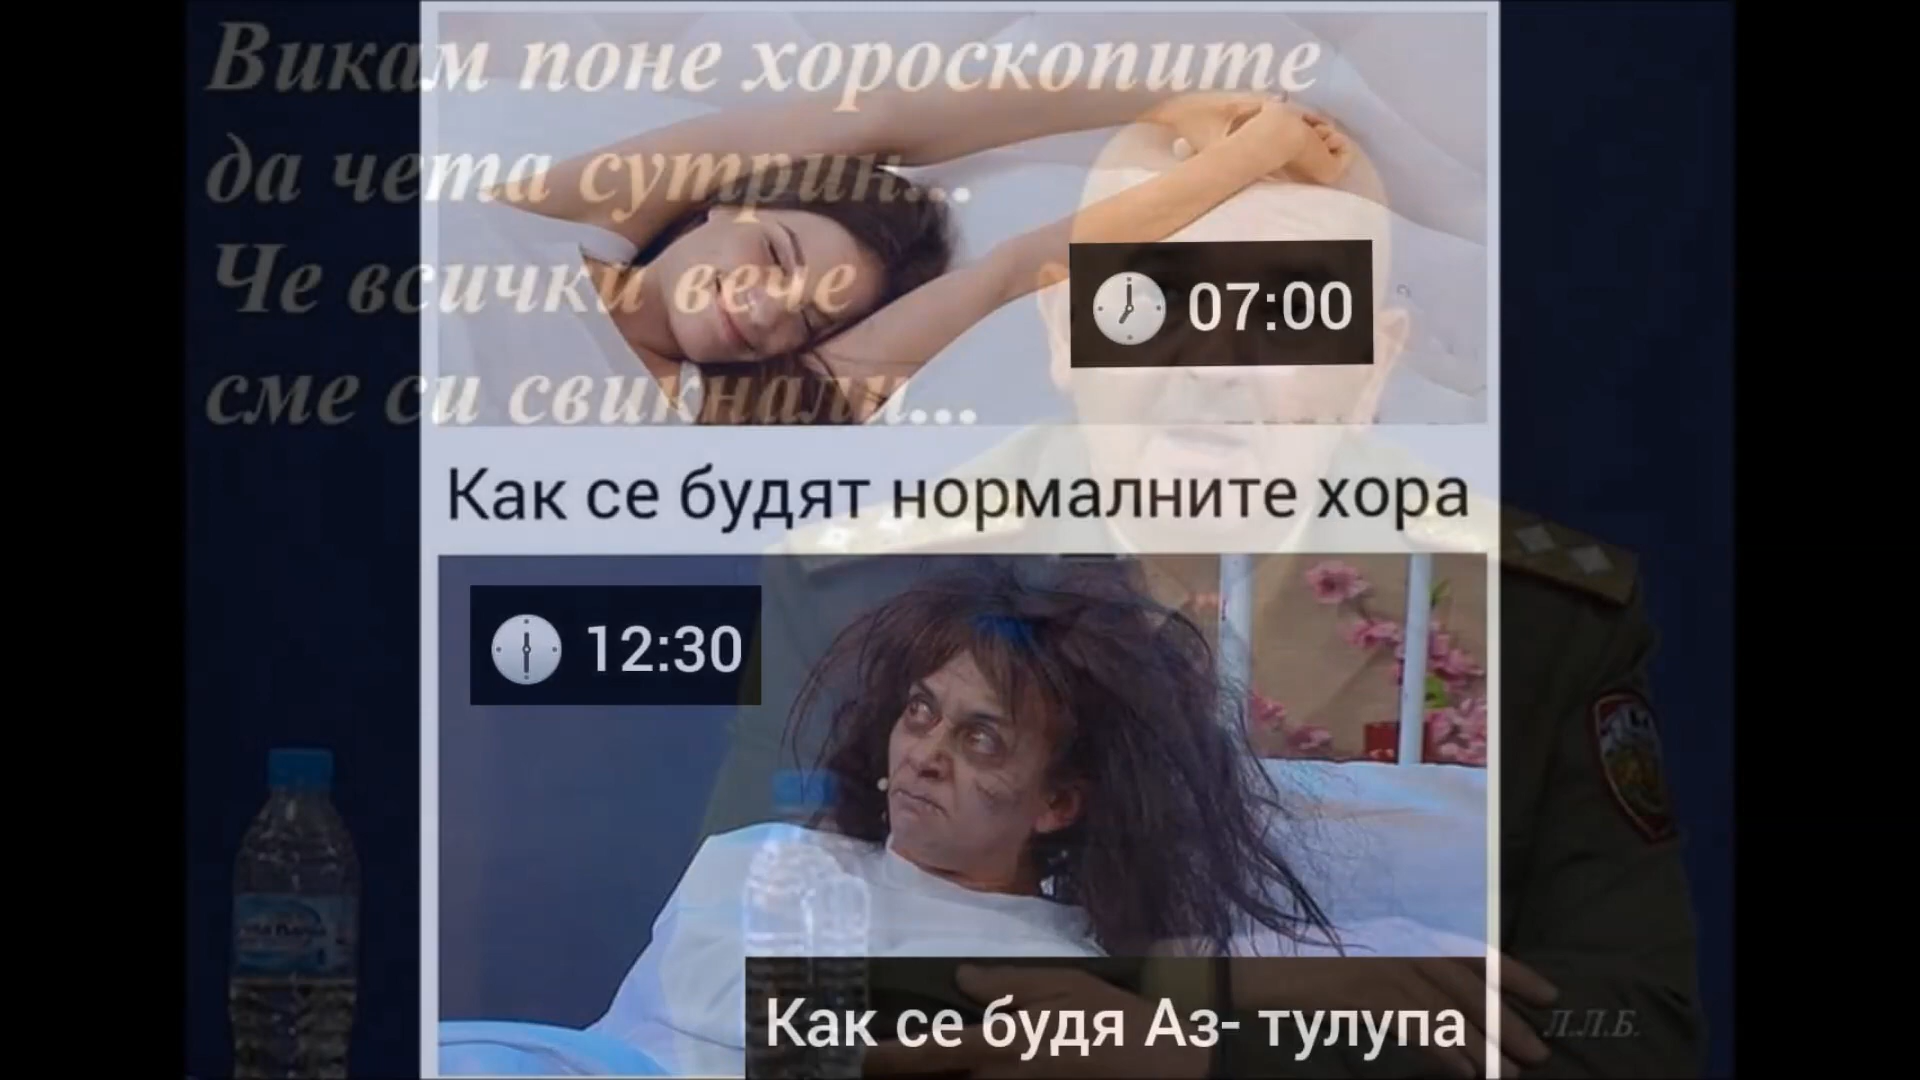 Викам поне хороскопите
да чета сутрин...
Че всички вече
сме си свикнали...
07:00
Как се будят нормалните хора
12:30
Как се будя Аз- тулупа
Л.Л.Б.